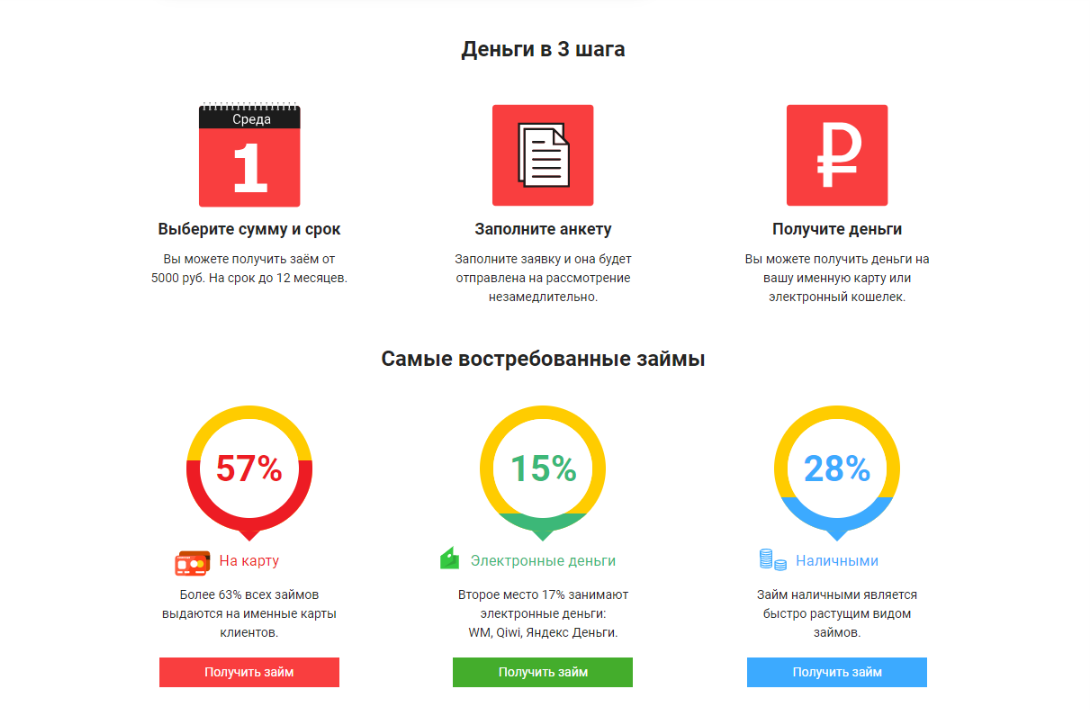 Деньги в 3 шага
Среда
1
Выберите сумму и срок
Вы можете получить заём от
5000 руб. На срок до 12 месяцев.
Заполните анкету
Заполните заявку и она будет
отправлена на рассмотрение
незамедлительно.
₽
Получите деньги
Вы можете получить деньги на
вашу именную карту или
электронный кошелек.
Самые востребованные займы
57%
На карту
Более 63% всех займов
выдаются на именные карты
клиентов.
Получить займ
15%
Электронные деньги
Второе место 17% занимают
электронные деньги:
WM, Qiwi, Яндекс Деньги.
Получить займ
28%
Наличными
Займ наличными является
быстро растущим видом
займов.
Получить займ